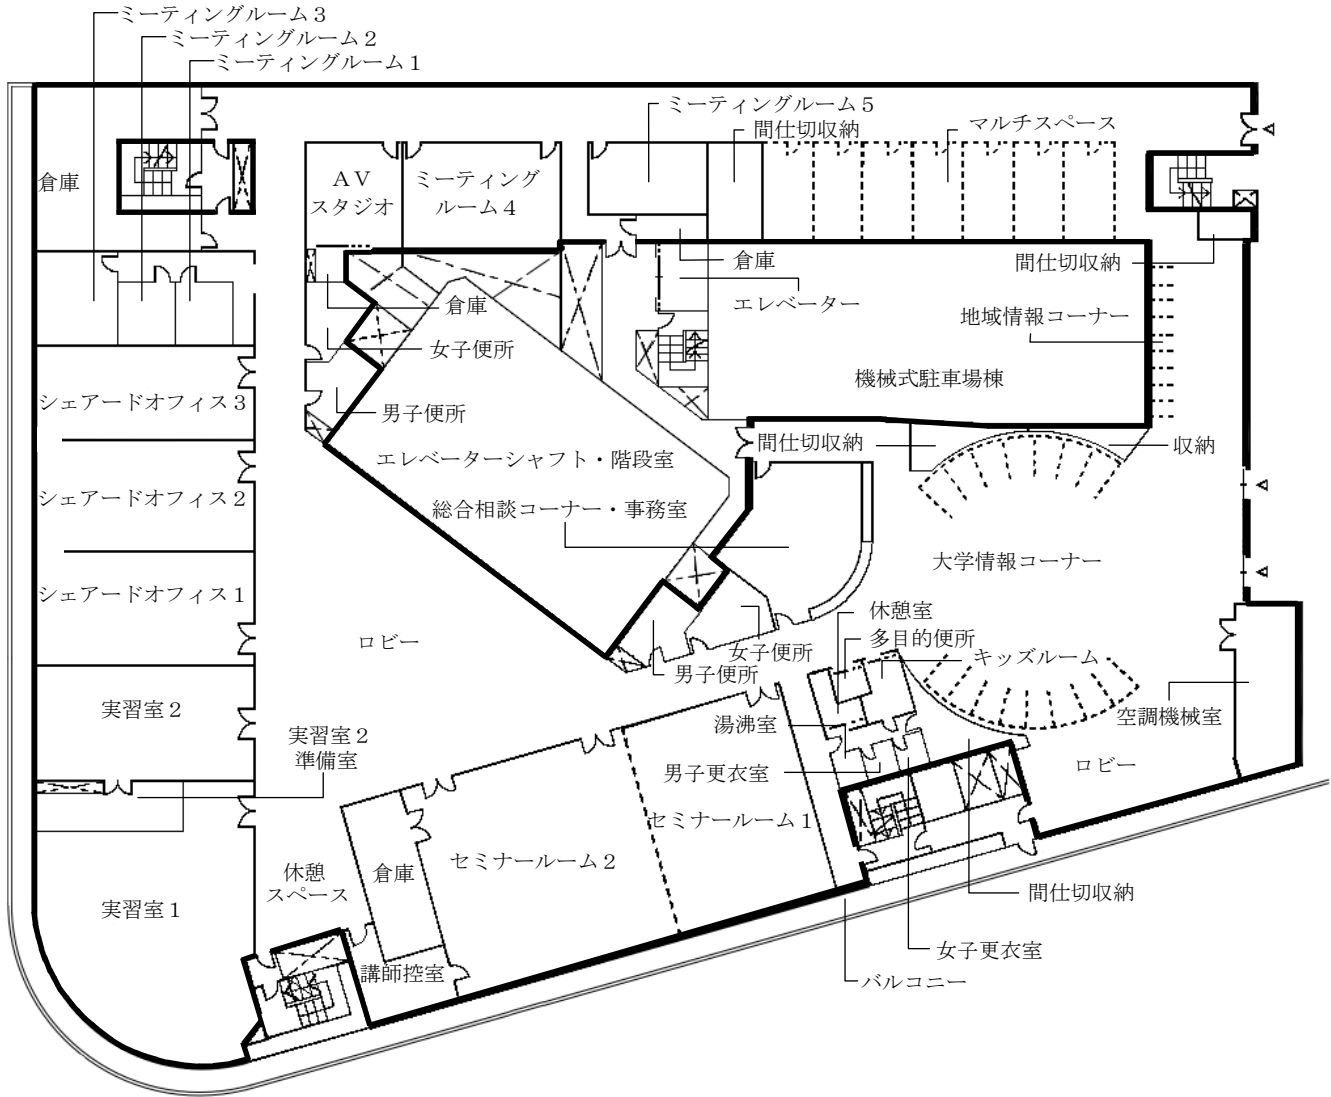 ミーティングルーム３
ミーティングルーム２
ミーティングルーム１
ミーティングルーム５
間仕切収納
マルチスペース
倉庫
ＡＶ
スタジオ
ミーティング
ルーム４
倉庫
間仕切収納
エレベーター
倉庫
地域情報コーナー
女子便所
機械式駐車場棟
シェアードオフィス３
男子便所
間仕切収納
収納
エレベーターシャフト・階段室
シェアードオフィス２
総合相談コーナー・事務室
大学情報コーナー
シェアードオフィス１
休憩室
ロビー
多目的便所
女子便所
キッズルーム
男子便所
実習室２
湯沸室
空調機械室
実習室２
準備室
男子更衣室
ロビー
セミナールーム１
セミナールーム２
休憩
スペース
倉庫
間仕切収納
実習室１
女子更衣室
講師控室
バルコニー